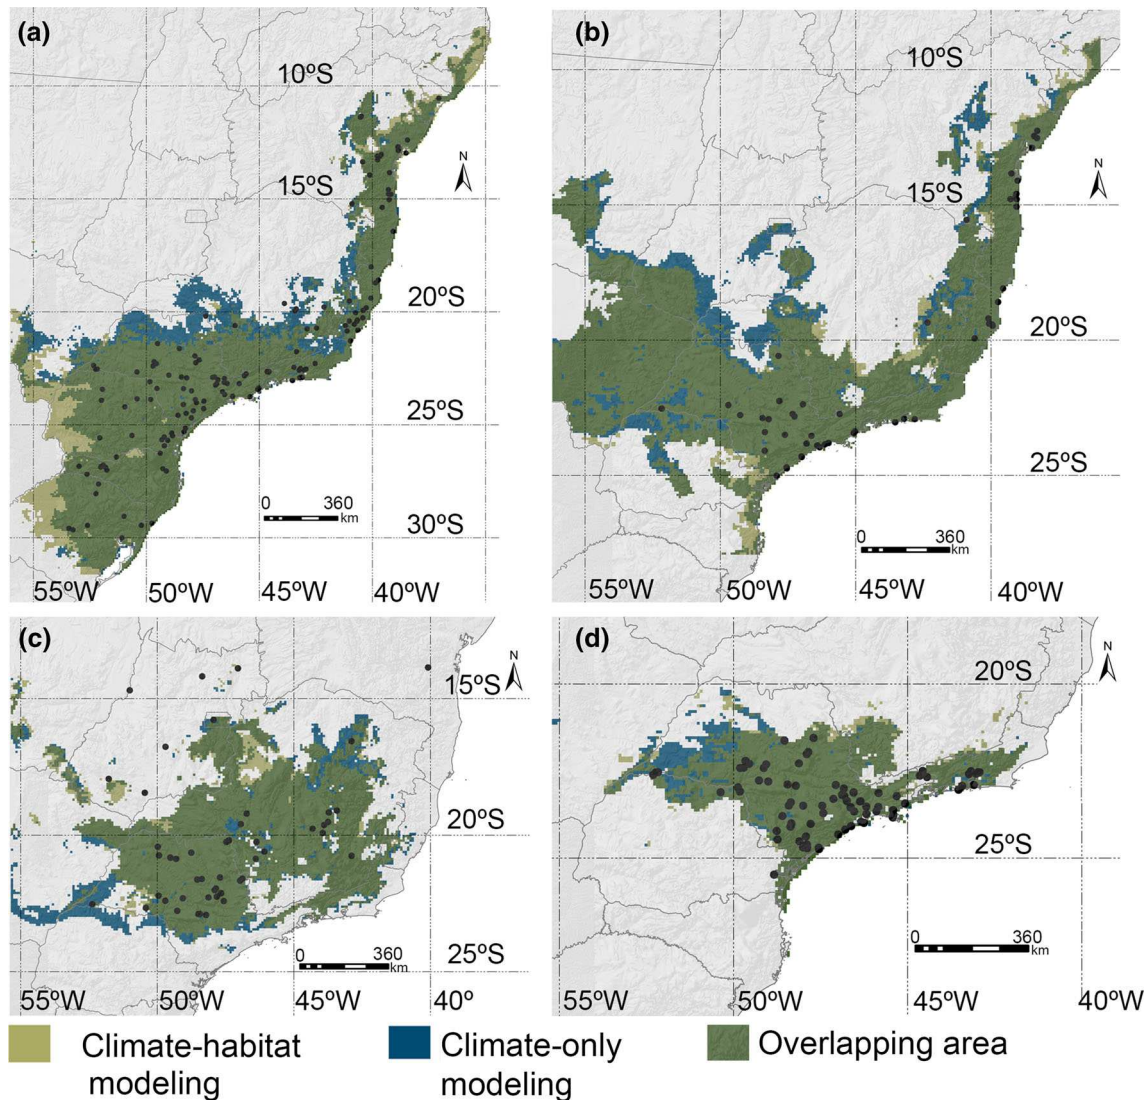 (a)
10ºS
N
15ºS
20ºS
25ºS
0 360
km
30ºS
55ºW 50ºW 45ºW 40ºW
(b)
10ºS
N
15ºS
20ºS
25ºS
0 360
km
55ºW 50ºW 45ºW 40ºW
(c)
N
15ºS
20ºS
25ºS
0 360
km
55ºW 50ºW 45ºW 40º
(d)
N
20ºS
25ºS
0 360
km
55ºW 50ºW 45ºW 40ºW
Climate-habitat
modeling
Climate-only
modeling
Overlapping area